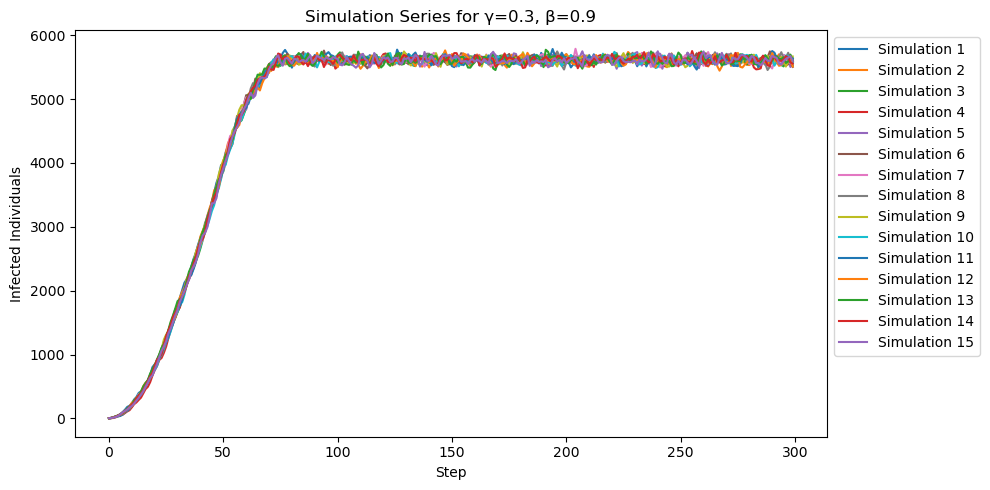 Simulation Series for γ=0.3, β=0.9
6000
5000
4000
3000
2000
1000
0
Infected Individuals
0 50 100 150 200 250 300
Step
Simulation 1
Simulation 2
Simulation 3
Simulation 4
Simulation 5
Simulation 6
Simulation 7
Simulation 8
Simulation 9
Simulation 10
Simulation 11
Simulation 12
Simulation 13
Simulation 14
Simulation 15